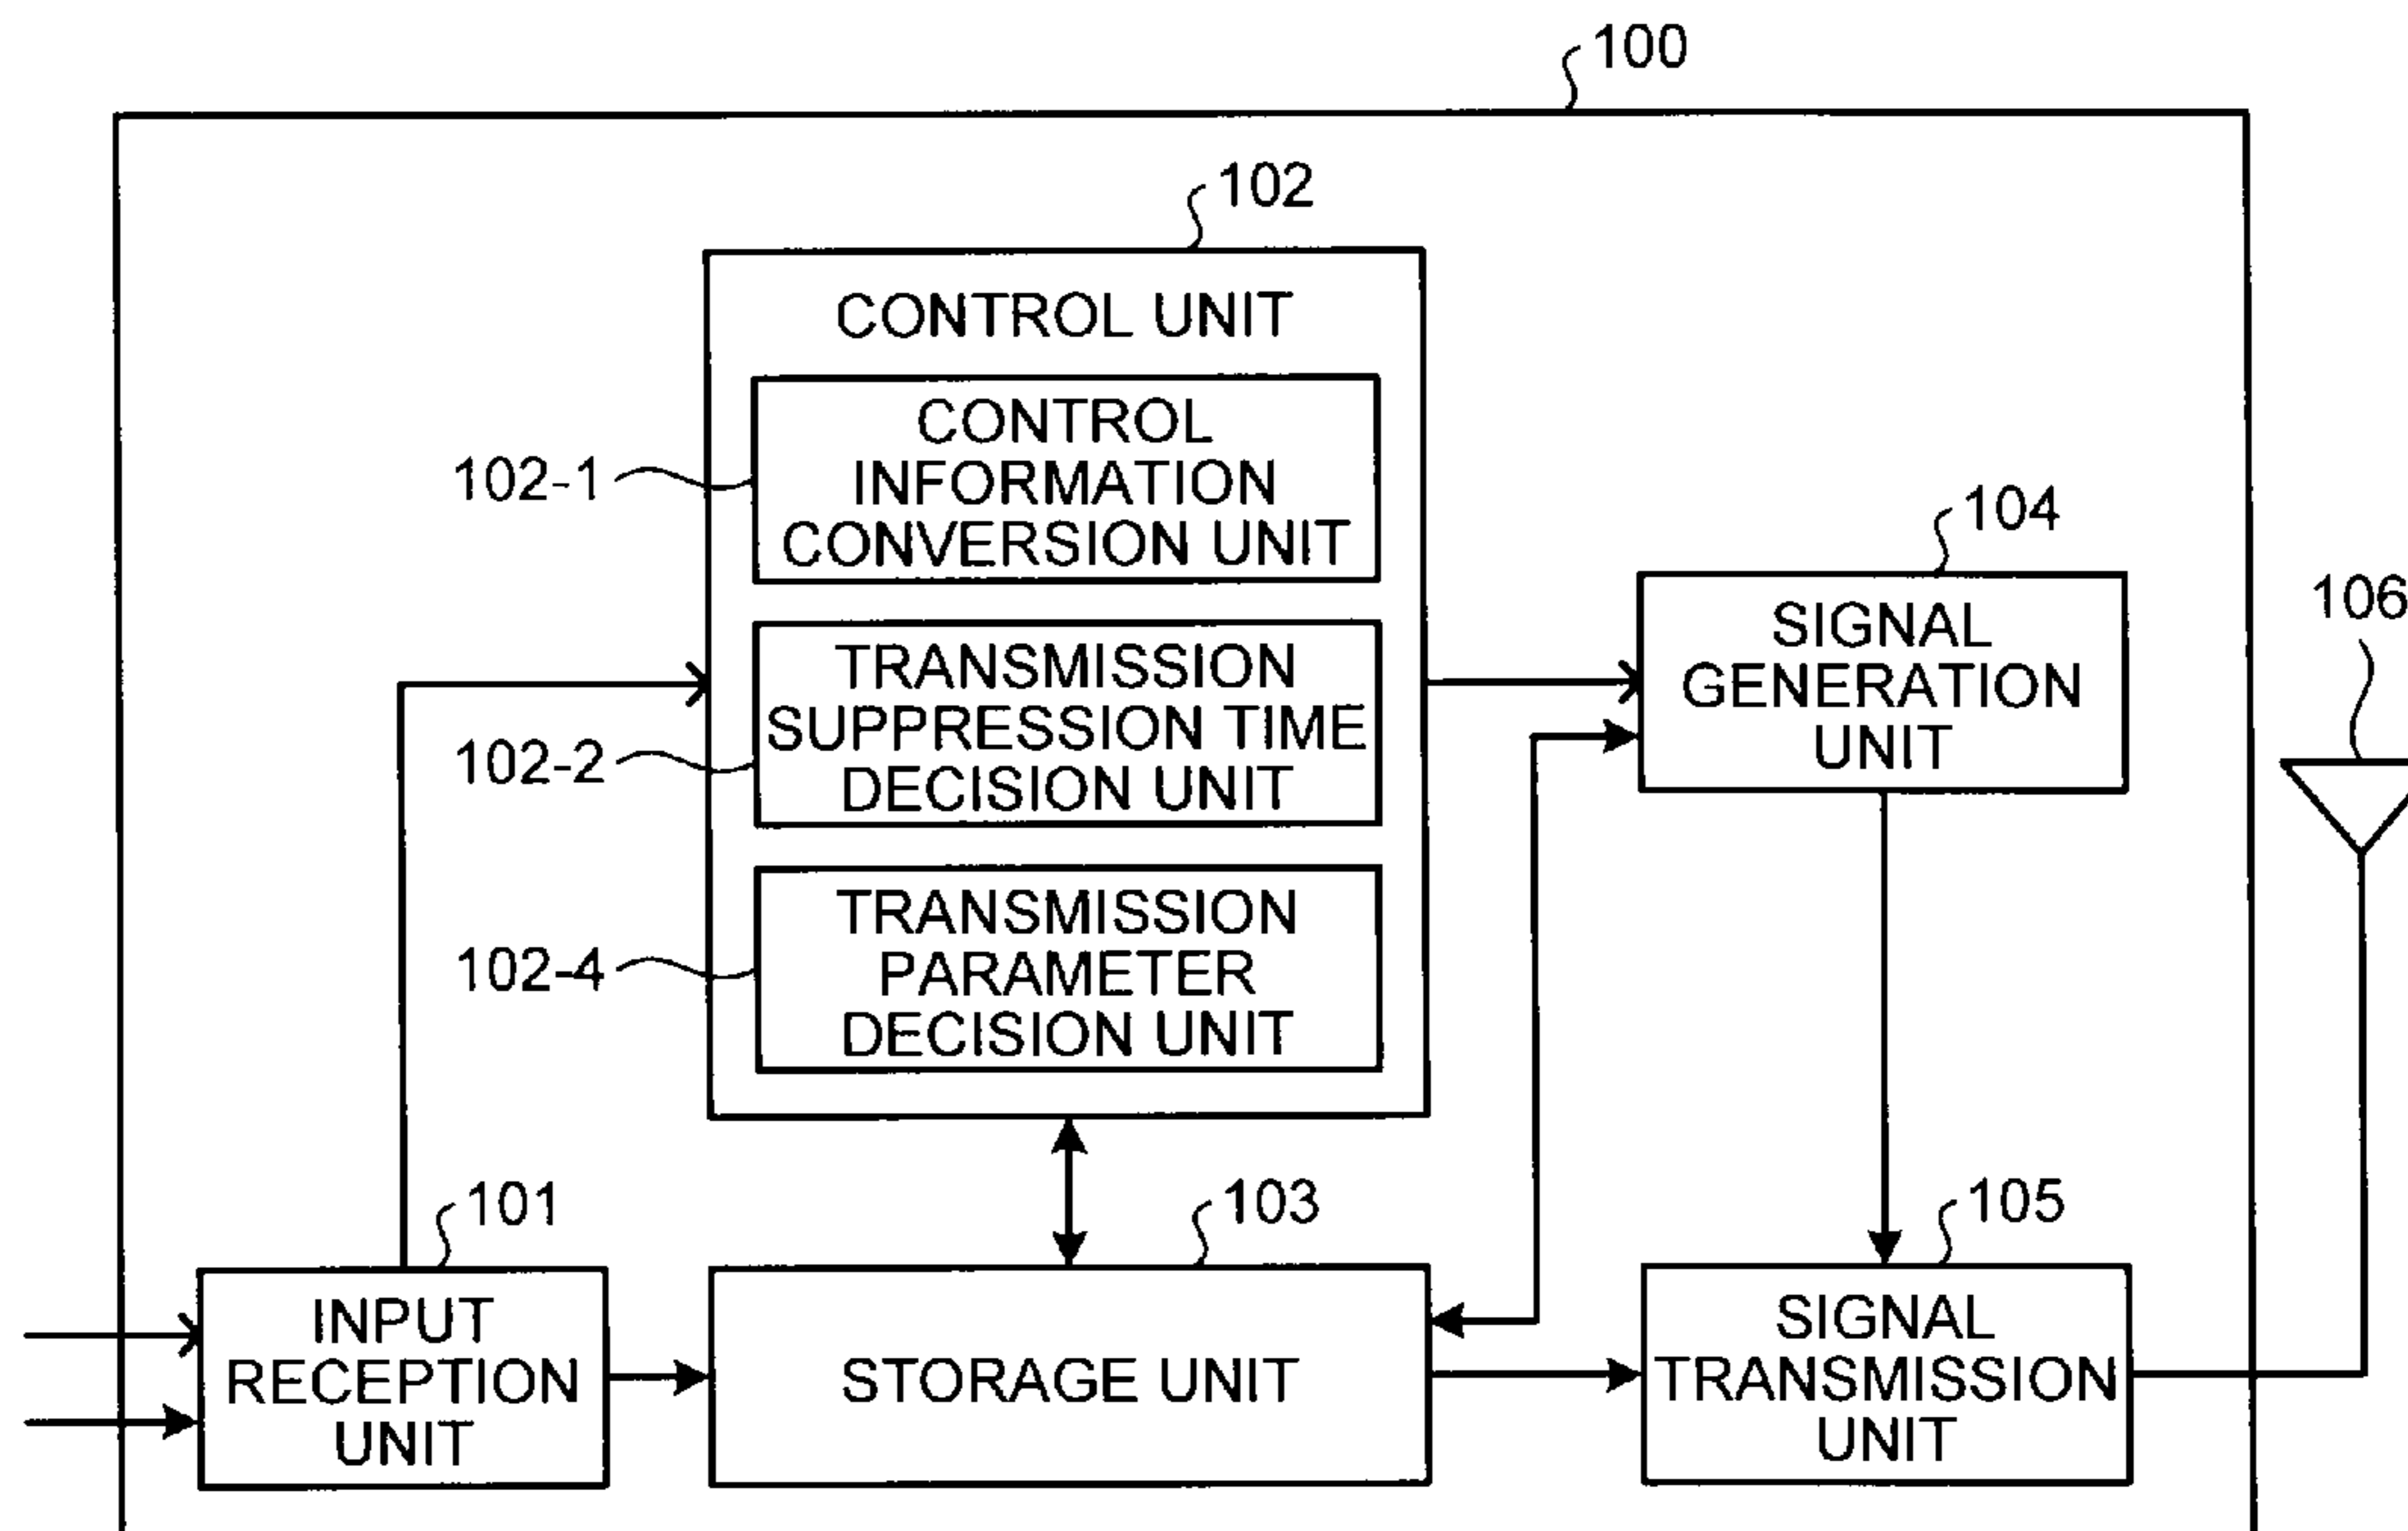 100
102
CONTROL UNIT
CONTROL
INFORMATION
CONVERSION UNIT
102-1
104
TRANSMISSION
SUPPRESSION TIME
DECISION UNIT
102-2
SIGNAL
GENERATION
UNIT
106
TRANSMISSION
PARAMETER
DECISION UNIT
102-4
101
103
105
INPUT
RECEPTION
UNIT
STORAGE UNIT
SIGNAL
TRANSMISSION
UNIT